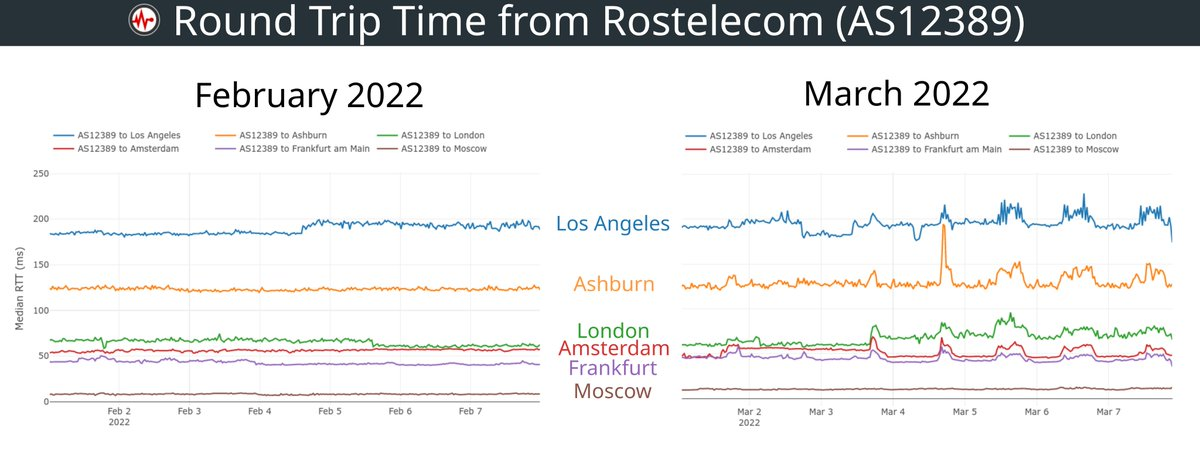 Round Trip Time from Rostelecom (AS12389)
February 2022
AS12389 to Los Angeles AS12389 to Ashburn AS12389 to London
AS12389 to Amsterdam AS12389 to Frankfurt am Main AS12389 to Moscow
Median RTT (ms)
250
200
150
100
50
0
Feb 2 Feb 3 Feb 4 Feb 5 Feb 6 Feb 7
2022
Los Angeles
Ashburn
London
Amsterdam
Frankfurt
Moscow
March 2022
AS12389 to Los Angeles AS12389 to Ashburn AS12389 to London
AS12389 to Amsterdam AS12389 to Frankfurt am Main AS12389 to Moscow
Mar 2 Mar 3 Mar 4 Mar 5 Mar 6 Mar 7
2022